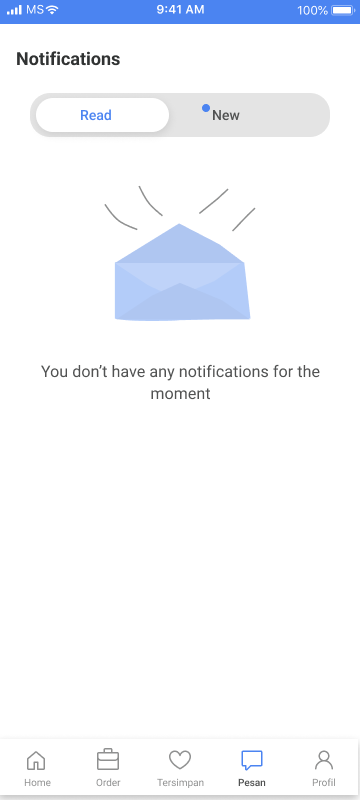 MS 9:41 AM 100%
Notifications
Read New
You don’t have any notifications for the
moment
Home Order Tersimpan Pesan Profil